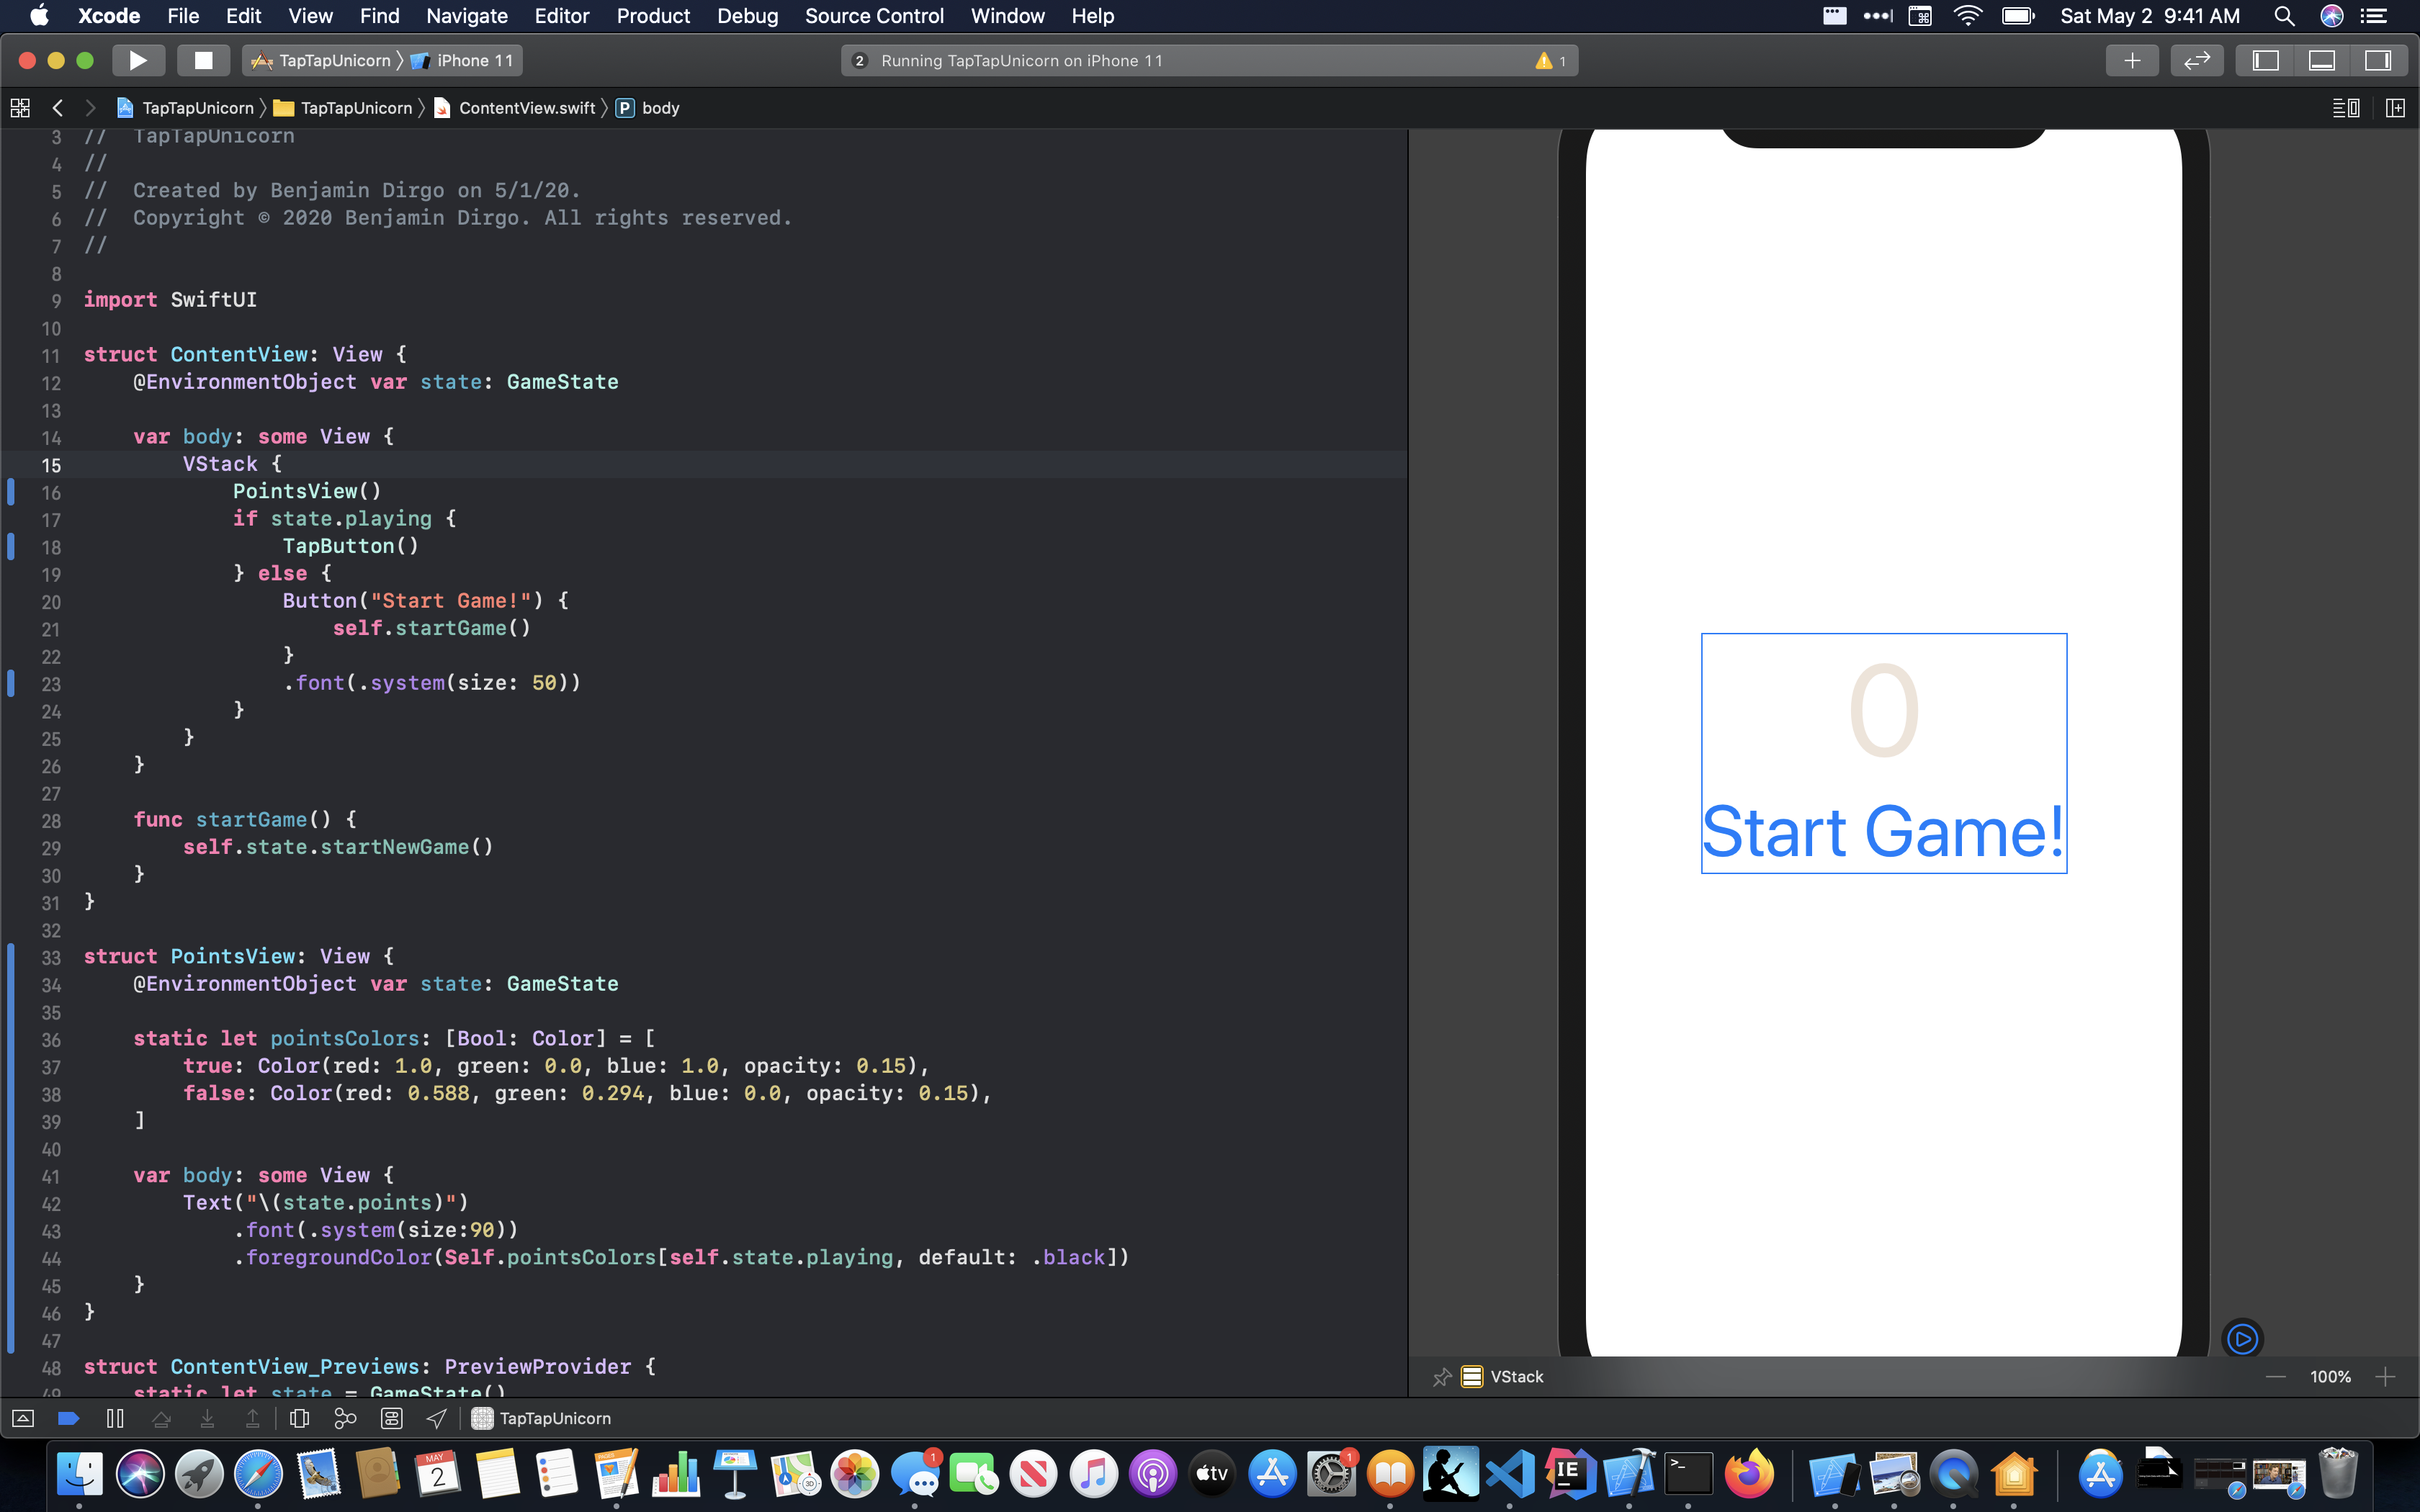 Xcode File Edit View Find Navigate Editor Product Debug Source Control Window Help Sat May 2 9:41 AM
TapTapUnicorn iPhone 11 2 Running TapTapUnicorn on iPhone 11 1
TapTapUnicorn TapTapUnicorn ContentView.swift P body
3 // TapTapUnicorn
4 //
5 // Created by Benjamin Dirgo on 5/1/20.
6 // Copyright © 2020 Benjamin Dirgo. All rights reserved.
7 //
8
9 import SwiftUI
10
11 struct ContentView: View {
12 @EnvironmentObject var state: GameState
13
14 var body: some View {
15 VStack {
16 PointsView()
17 if state.playing {
18 TapButton()
19 } else {
20 Button("Start Game!") {
21 self.startGame()
22 }
23 .font(.system(size: 50))
24 }
25 }
26 }
27
28 func startGame() {
29 self.state.startNewGame()
30 }
31 }
32
33 struct PointsView: View {
34 @EnvironmentObject var state: GameState
35
36 static let pointsColors: [Bool: Color] = [
37 true: Color(red: 1.0, green: 0.0, blue: 1.0, opacity: 0.15),
38 false: Color(red: 0.588, green: 0.294, blue: 0.0, opacity: 0.15),
39 ]
40
41 var body: some View {
42 Text("\(state.points)")
43 .font(.system(size:90))
44 .foregroundColor(Self.pointsColors[self.state.playing, default: .black])
45 }
46 }
47
48 struct ContentView_Previews: PreviewProvider {
49 static let state = GameState()
0
Start Game!
VStack 100%
TapTapUnicorn
MAY
2
1
tv
1
IE
>_